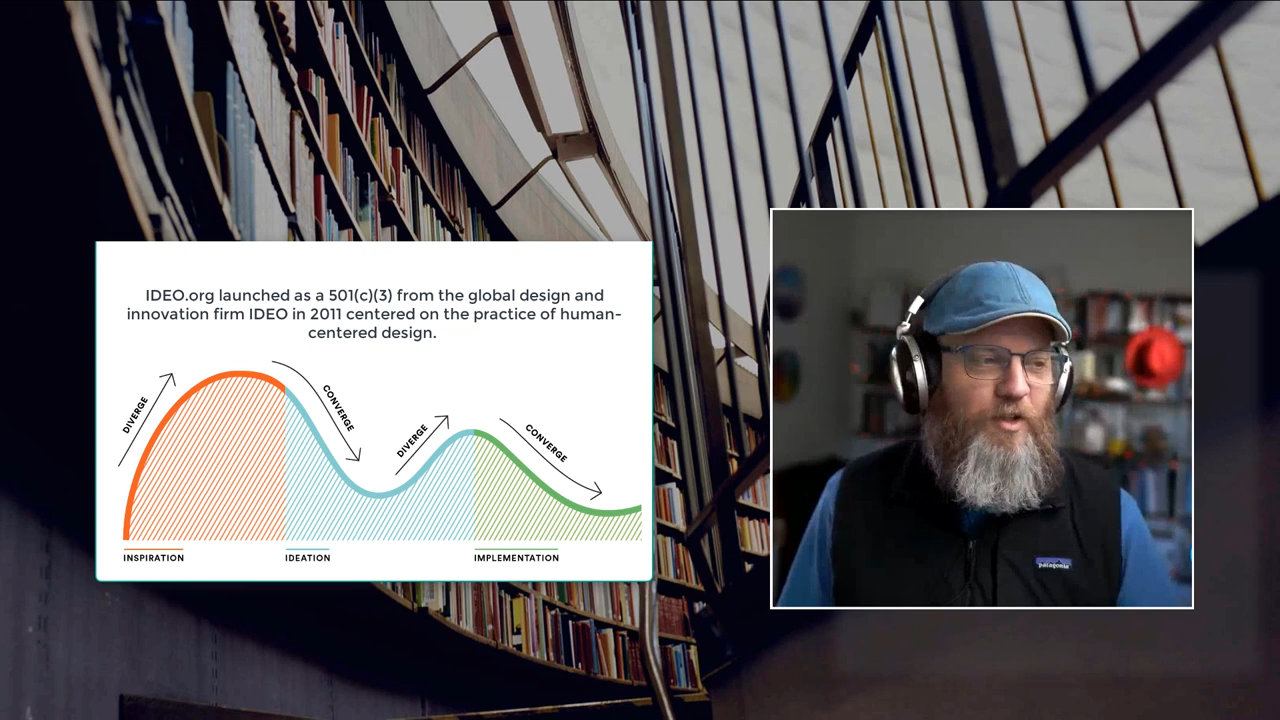 IDEO.org launched as a 501(c)(3) from the global design and
innovation firm IDEO in 2011 centered on the practice of human-
centered design.
DIVERGE
CONVERGE
DIVERGE
CONVERGE
INSPIRATION
IDEATION
IMPLEMENTATION
patagonia